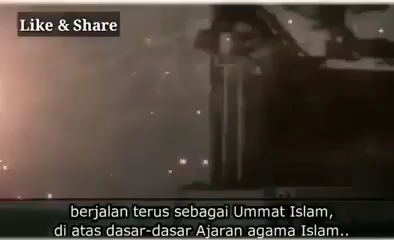 Like & Share
berjalan terus sebagai Ummat Islam,
di atas dasar-dasar Ajaran agama Islam..